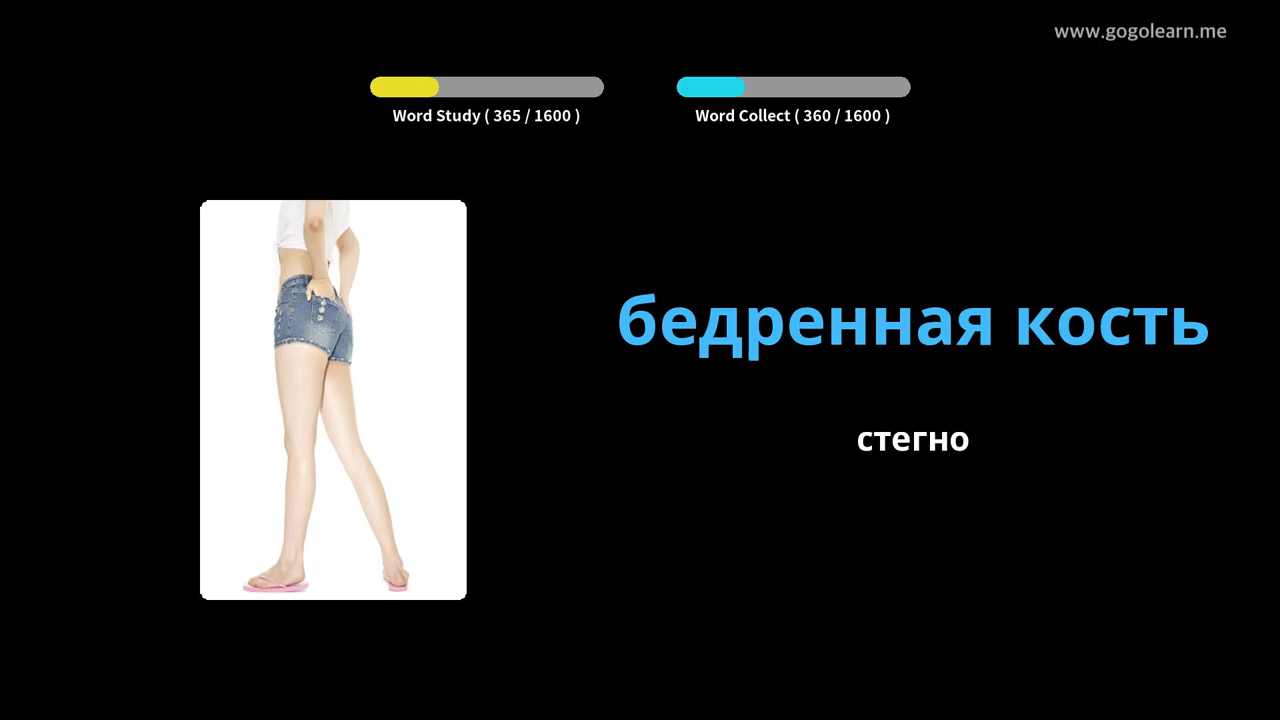 www.gogolearn.me
Word Study ( 365 / 1600 )
Word Collect ( 360 / 1600 )
бедренная кость
стегно